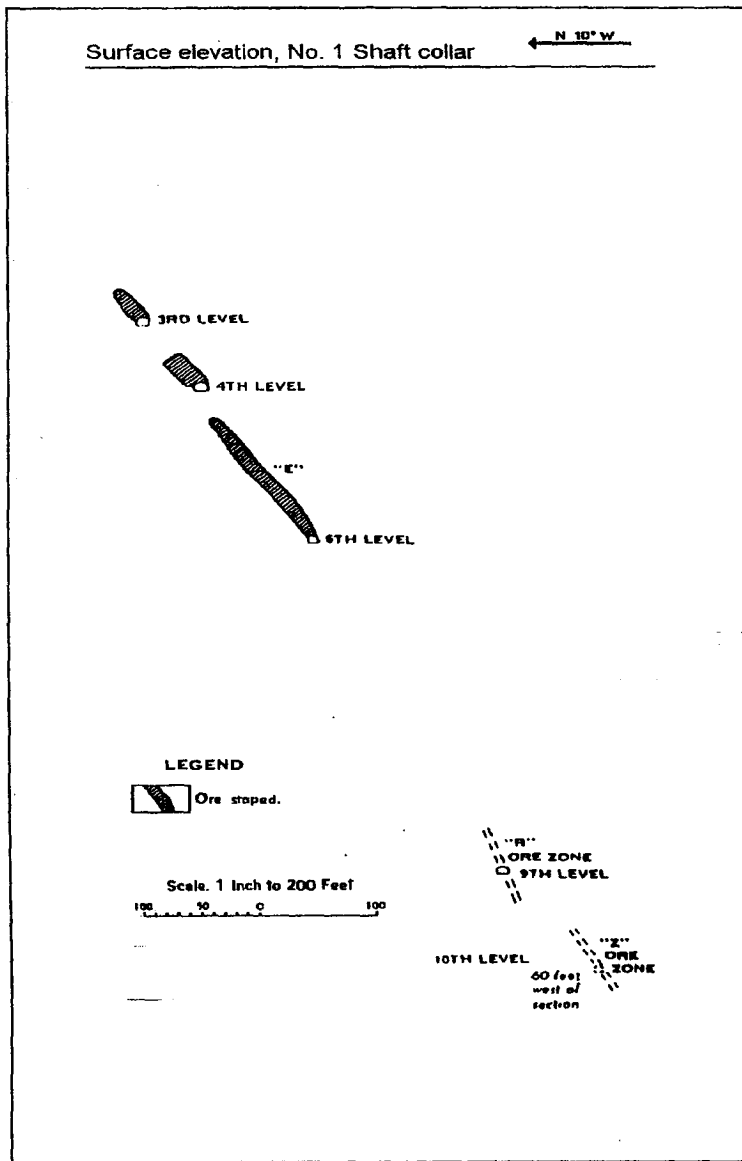 N 10° W
Surface elevation, No. 1 Shaft collar
3RD LEVEL
4TH LEVEL
"E"
6TH LEVEL
LEGEND
Ore stoped.
Scale. 1 Inch to 200 Feet
100 50 0 100
"R"
ORE ZONE
9TH LEVEL
10TH LEVEL
"Z"
ORE
ZONE
60 feet
west of
section